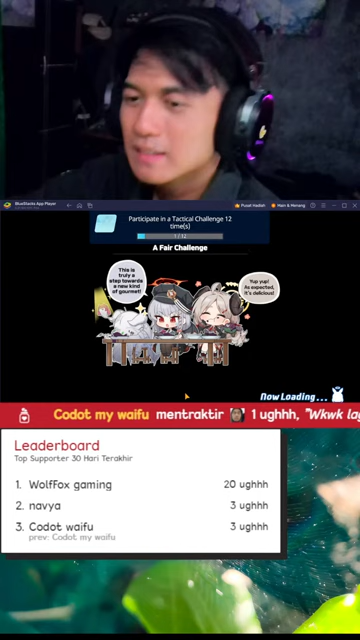 BlueStacks App Player
Pusat Hadiah
Main & Menang
Participate in a Tactical Challenge 12
time(s)
1 / 12
A Fair Challenge
This is
truly a
step towards
a new kind
of gourmet!
Yup yup!
As expected,
it's delicious!
Now Loading...
Codot my waifu mentraktir 1 ughhh, "Wkwk lag
Leaderboard
Top Supporter 30 Hari Terakhir
1. WolfFox gaming 20 ughhh
2. navya 3 ughhh
3. Codot waifu 3 ughhh
prev: Codot my waifu